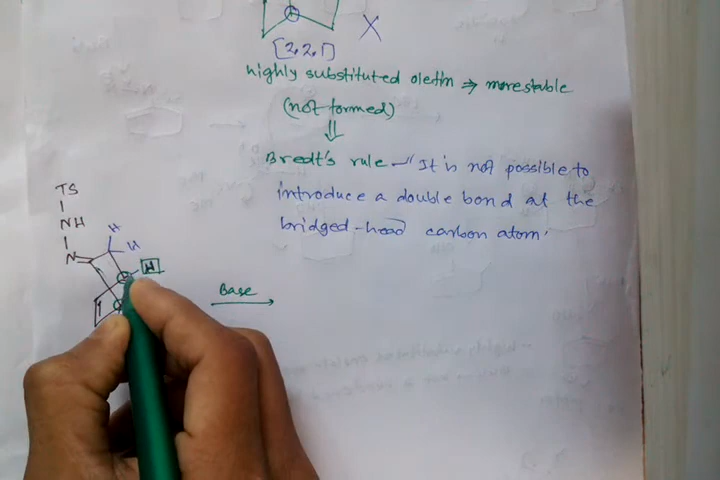 [2,2,1] X
highly substituted olefin ⇒ more stable
(not formed)
⇓
Bredt's rule - "It is not possible to
introduce a double bond at the
bridged-head carbon atom.
TS
NH
N
H
H
H
Base